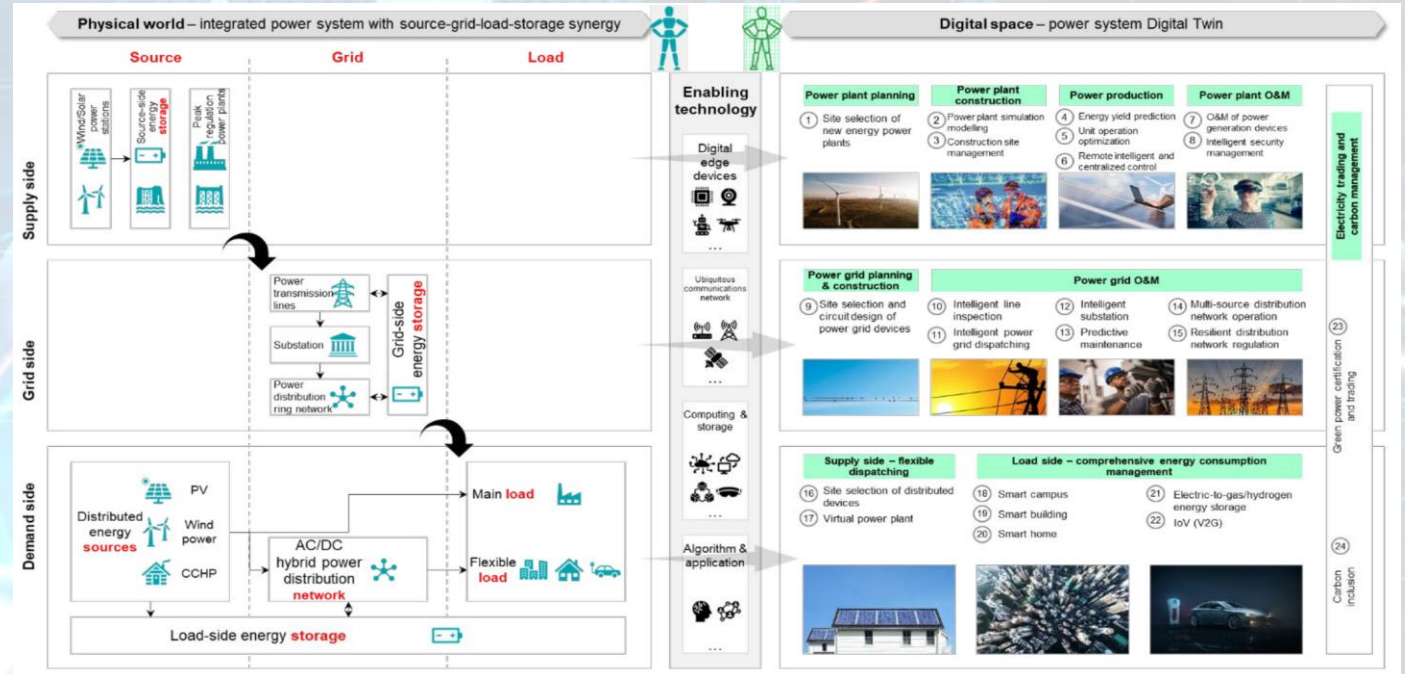 Physical world – integrated power system with source-grid-load-storage synergy
Digital space – power system Digital Twin
Source
Grid
Load
Supply side
Wind/Solar
power
stations
Source-side
energy
storage
Peak
regulation
power plants
Grid side
Power
transmission
lines
Substation
Power
distribution
ring network
Grid-side
energy storage
Demand side
Distributed
energy
sources
PV
Wind
power
CCHP
AC/DC
hybrid power
distribution
network
Main load
Flexible
load
Load-side energy storage
Enabling
technology
Digital
edge
devices
...
Ubiquitous
communications
network
...
Computing &
storage
...
Algorithm &
application
...
Power plant planning
1 Site selection of
new energy power
plants
Power plant
construction
2 Power plant simulation
modelling
3 Construction site
management
Power production
4 Energy yield prediction
5 Unit operation
optimization
6 Remote intelligent and
centralized control
Power plant O&M
7 O&M of power
generation devices
8 Intelligent security
management
Power grid planning
& construction
9 Site selection and
circuit design of
power grid devices
Power grid O&M
10 Intelligent line
inspection
11 Intelligent power
grid dispatching
12 Intelligent
substation
13 Predictive
maintenance
14 Multi-source distribution
network operation
15 Resilient distribution
network regulation
Supply side – flexible
dispatching
16 Site selection of distributed
devices
17 Virtual power plant
Load side – comprehensive energy consumption
management
18 Smart campus
19 Smart building
20 Smart home
21 Electric-to-gas/hydrogen
energy storage
22 IoV (V2G)
Electricity trading and
carbon management
23 Green power certification
and trading
24 Carbon
inclusion